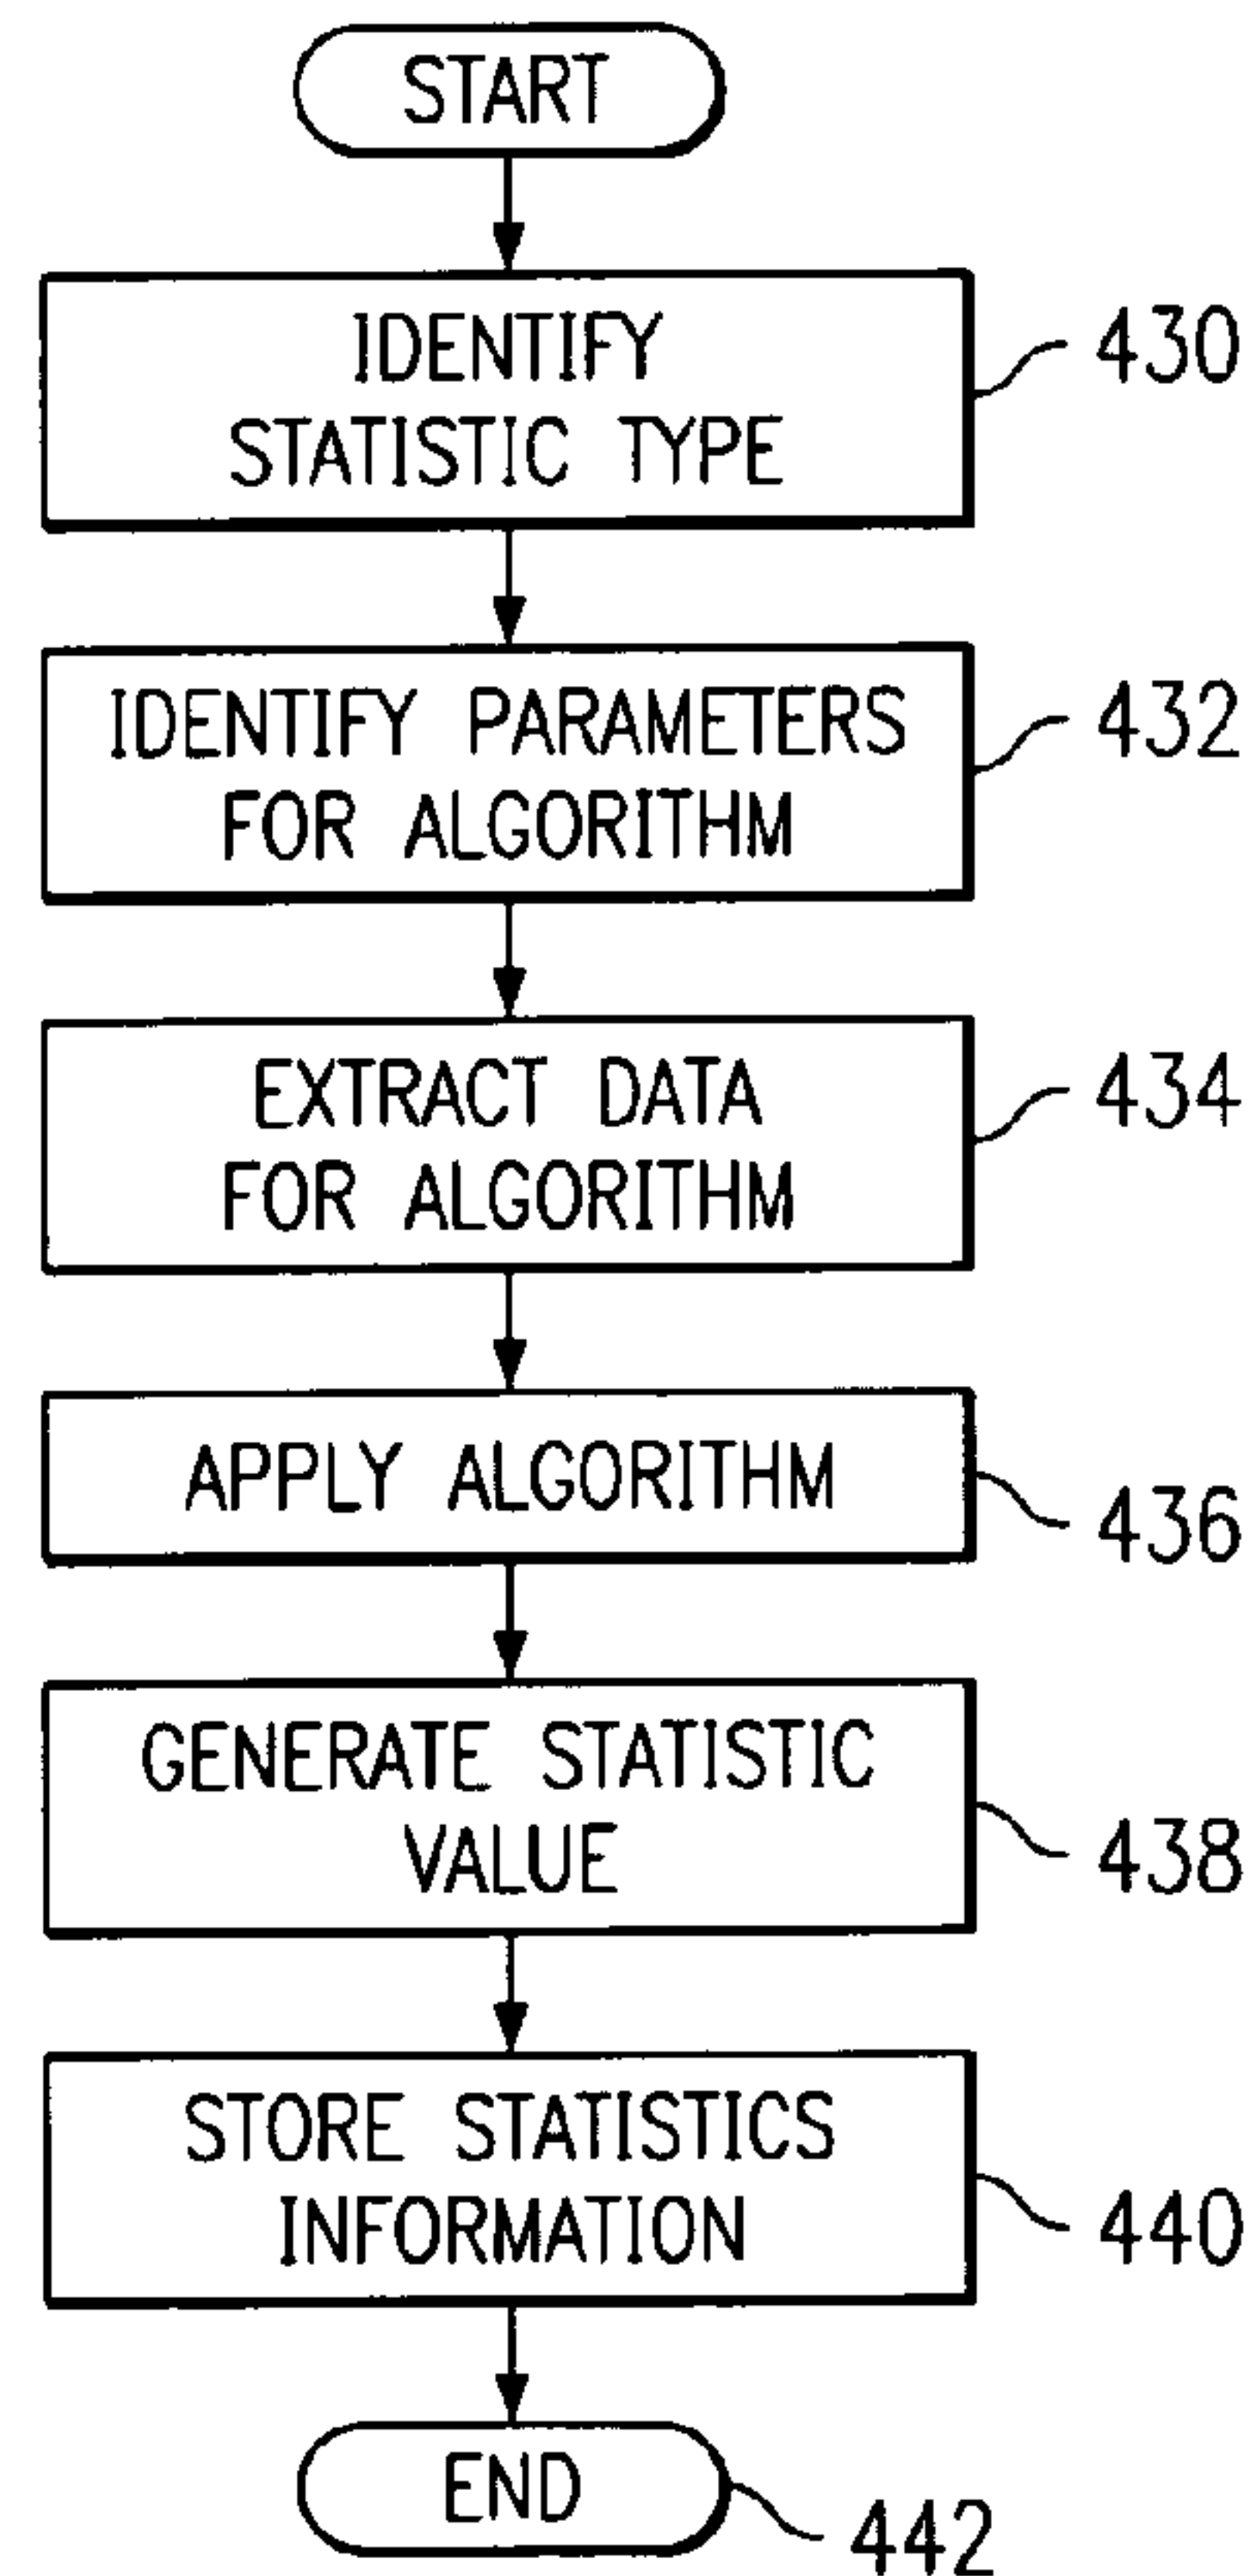 START
IDENTIFY
STATISTIC TYPE
430
IDENTIFY PARAMETERS
FOR ALGORITHM
432
EXTRACT DATA
FOR ALGORITHM
434
APPLY ALGORITHM
436
GENERATE STATISTIC
VALUE
438
STORE STATISTICS
INFORMATION
440
END
442